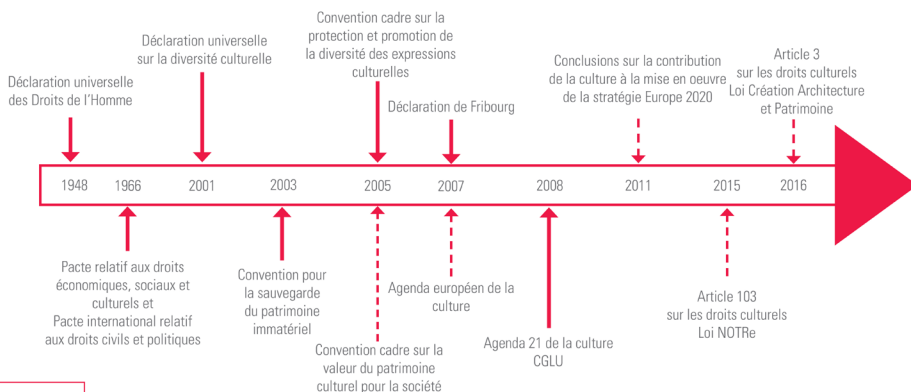 Convention cadre sur la
protection et promotion de
la diversité des expressions
culturelles
Déclaration universelle
sur la diversité culturelle
Déclaration universelle
des Droits de l’Homme
Déclaration de Fribourg
Conclusions sur la contribution
de la culture à la mise en oeuvre
de la stratégie Europe 2020
Article 3
sur les droits culturels
Loi Création Architecture
et Patrimoine
1948 1966 2001 2003 2005 2007 2008 2011 2015 2016
Pacte relatif aux droits
économiques, sociaux et
culturels et
Pacte international relatif
aux droits civils et politiques
Convention pour
la sauvegarde
du patrimoine
immatériel
Convention cadre sur la
valeur du patrimoine
culturel pour la société
Agenda européen de la
culture
Agenda 21 de la culture
CGLU
Article 103
sur les droits culturels
Loi NOTRe